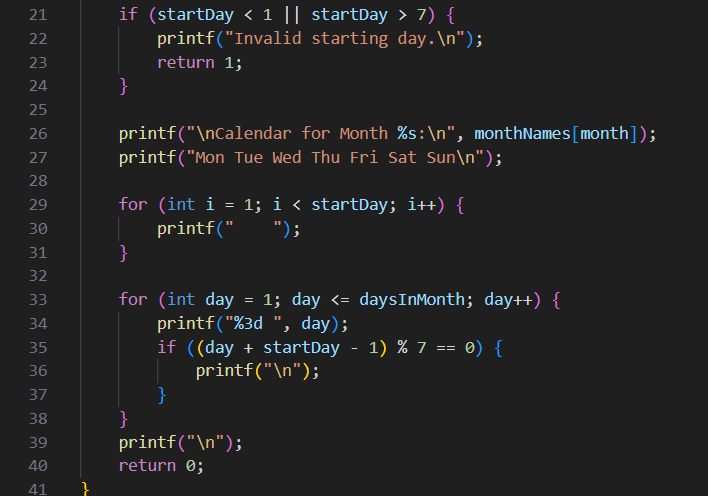 21 if (startDay < 1 || startDay > 7) {
22 printf("Invalid starting day.\n");
23 return 1;
24 }
25
26 printf("\nCalendar for Month %s:\n", monthNames[month]);
27 printf("Mon Tue Wed Thu Fri Sat Sun\n");
28
29 for (int i = 1; i < startDay; i++) {
30 printf("    ");
31 }
32
33 for (int day = 1; day <= daysInMonth; day++) {
34 printf("%3d ", day);
35 if ((day + startDay - 1) % 7 == 0) {
36 printf("\n");
37 }
38 }
39 printf("\n");
40 return 0;
41 }